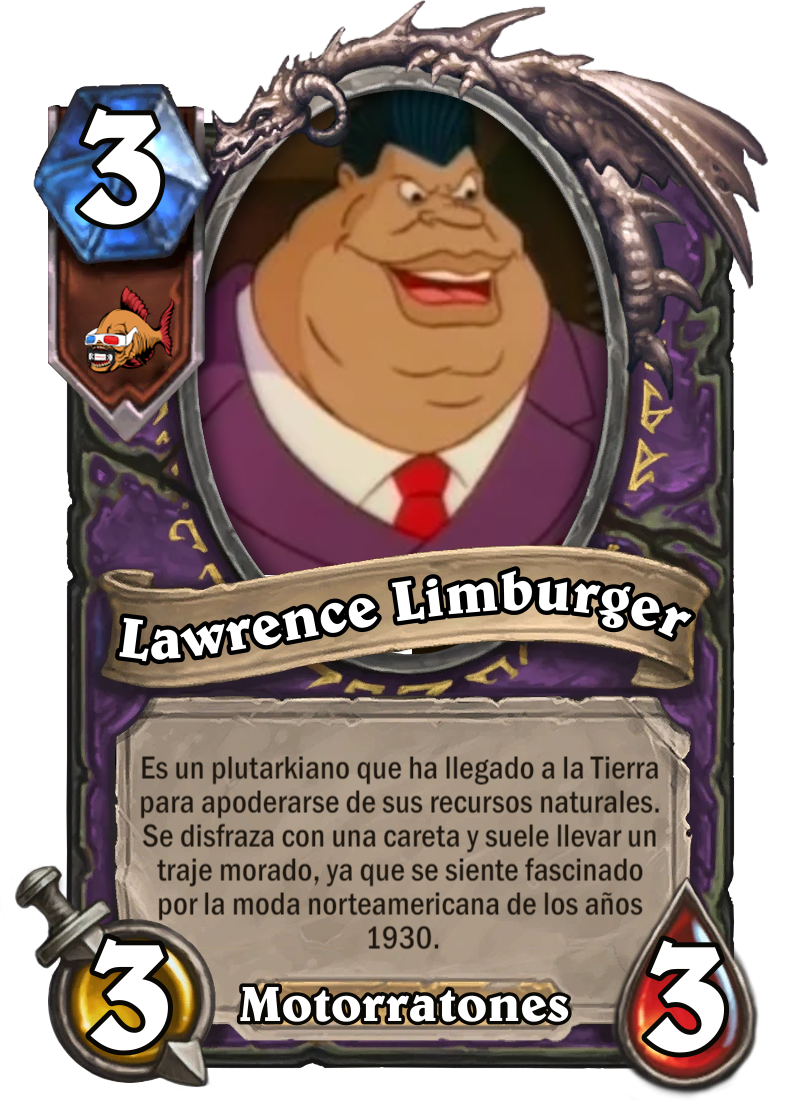 3
Lawrence Limburger
Es un plutarkiano que ha llegado a la Tierra
para apoderarse de sus recursos naturales.
Se disfraza con una careta y suele llevar un
traje morado, ya que se siente fascinado
por la moda norteamericana de los años
1930.
3
Motorratones
3